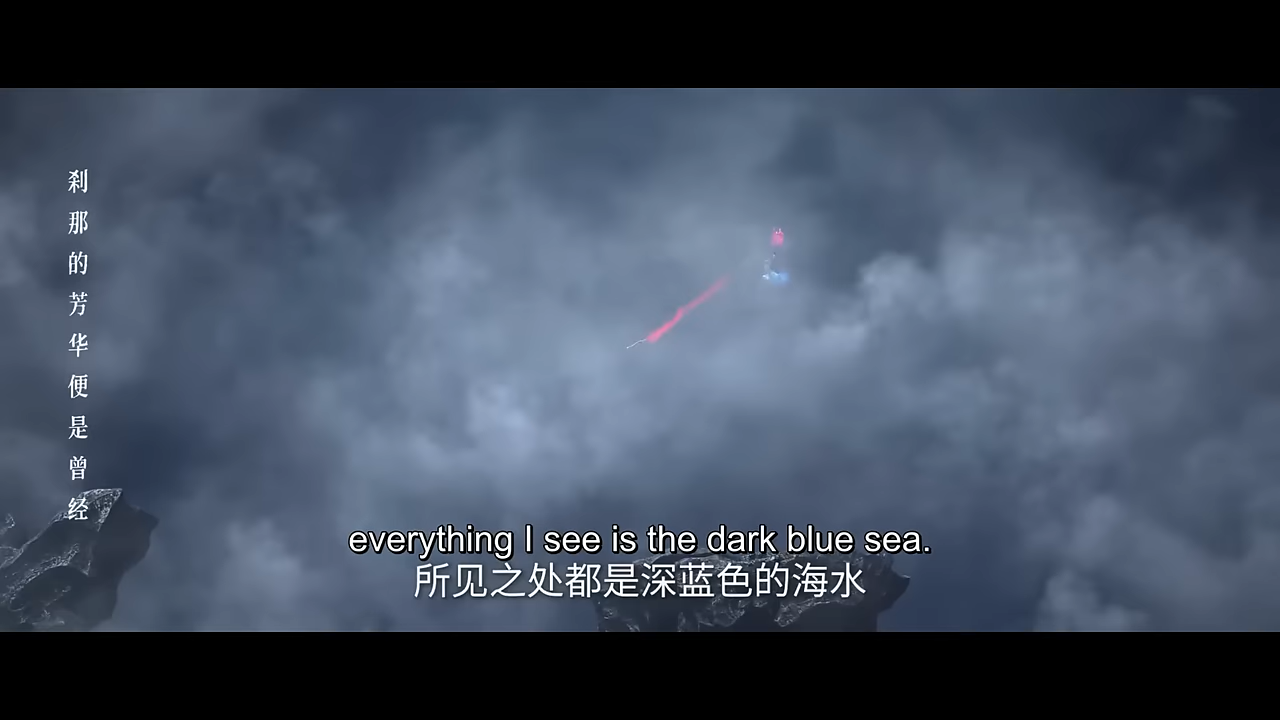 刹那的芳华便是曾经
everything I see is the dark blue sea.
所见之处都是深蓝色的海水